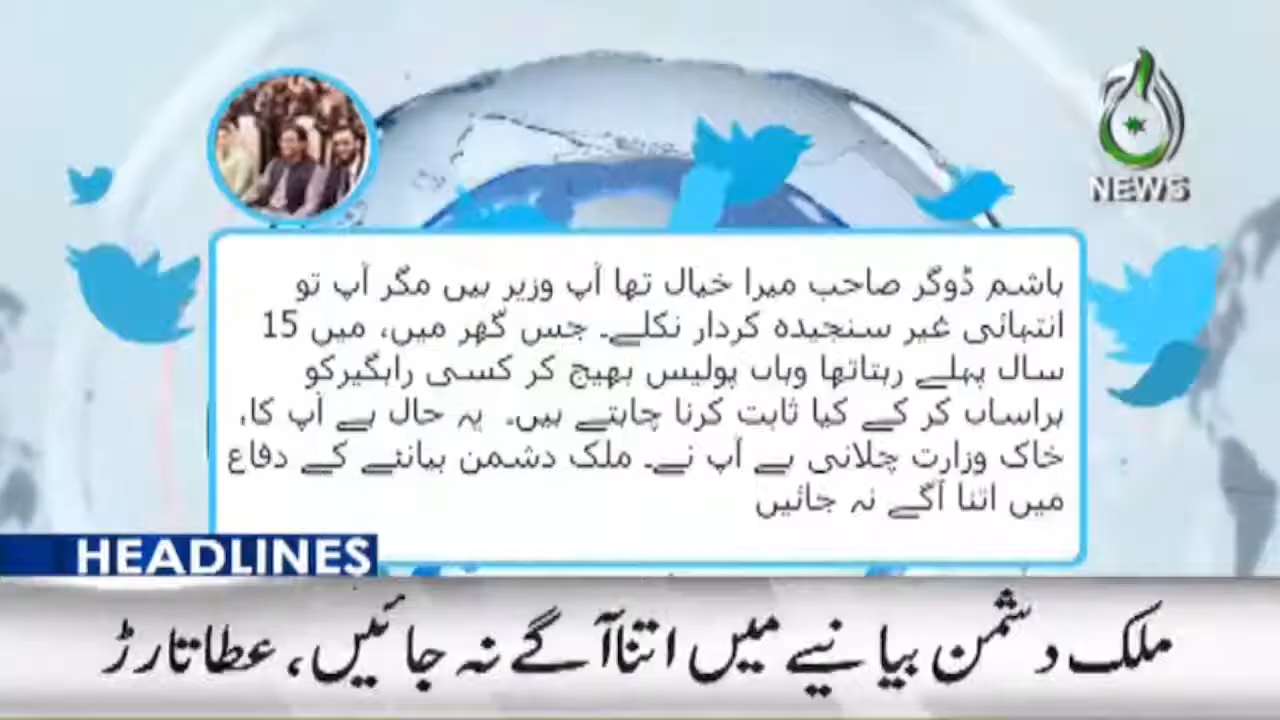 NEWS
ہاشم ڈوگر صاحب میرا خیال تھا آپ وزیر ہیں مگر آپ تو
انتہائی غیر سنجیدہ کردار نکلے۔ جس گھر میں، میں 15
سال پہلے رہتاتھا وہاں پولیس بھیج کر کسی راہگیرکو
ہراساں کر کے کیا ثابت کرنا چاہتے ہیں۔ یہ حال ہے آپ کا،
خاک وزارت چلانی ہے آپ نے۔ ملک دشمن بیانئے کے دفاع
میں اتنا آگے نہ جائیں
HEADLINES
ملک دشمن بیانیے میں اتنا آگے نہ جائیں، عطا تارڑ